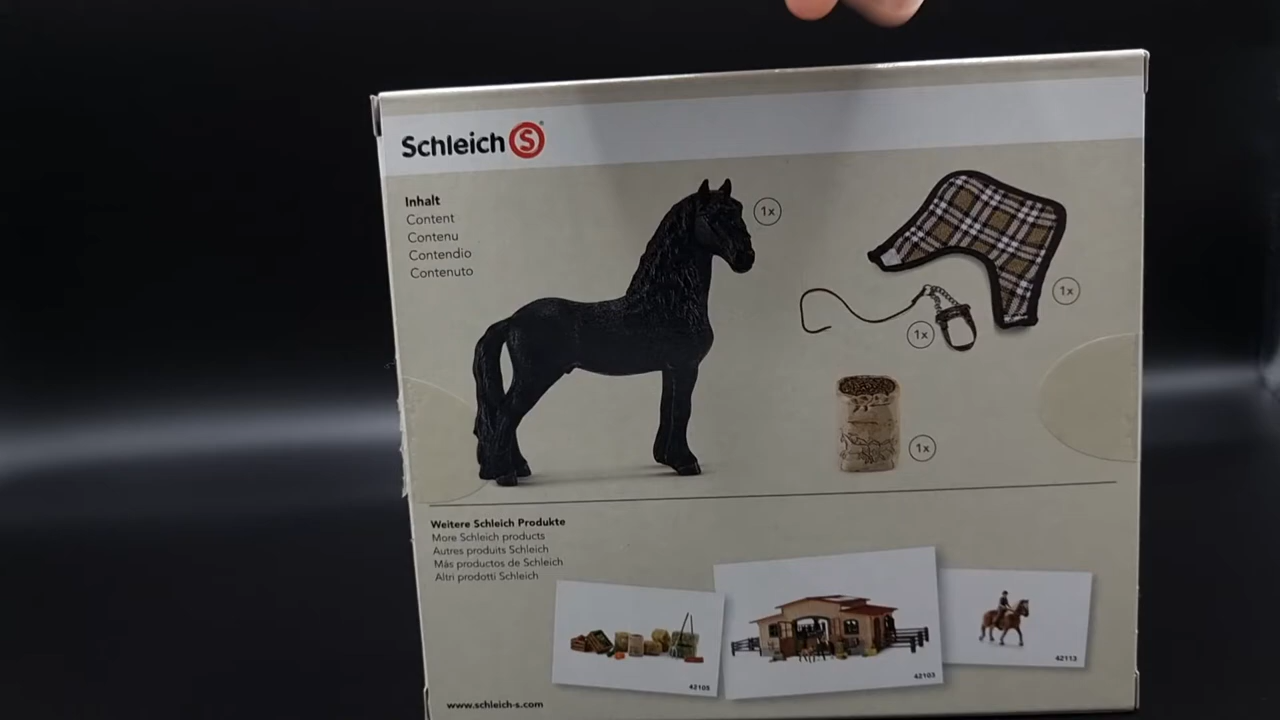 Schleich S
Inhalt
Content
Contenu
Contendio
Contenuto
1x
1x
1x
1x
Weitere Schleich Produkte
More Schleich products
Autres produits Schleich
Más productos de Schleich
Altri prodotti Schleich
42105
42103
42113
www.schleich-s.com